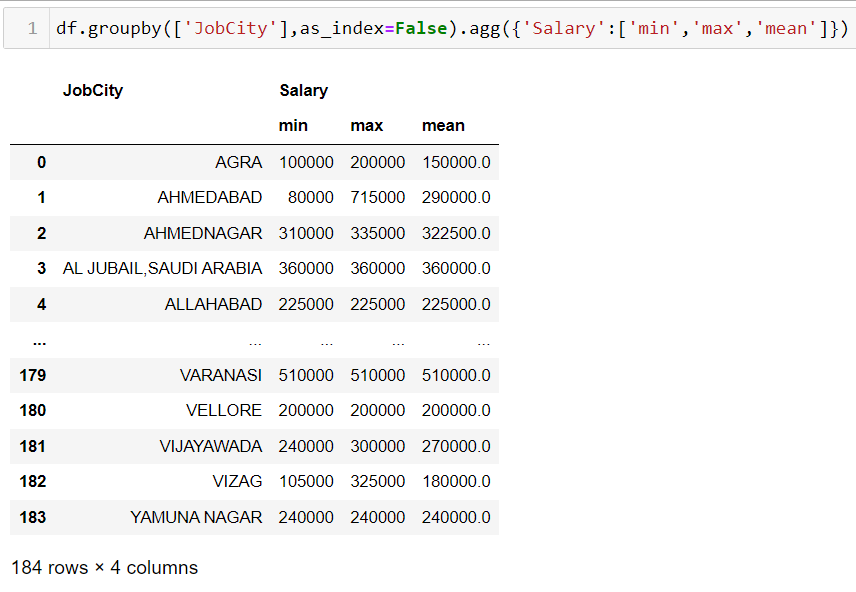 1 df.groupby(['JobCity'],as_index=False).agg({'Salary':['min','max','mean']})
JobCity Salary
min max mean
0 AGRA 100000 200000 150000.0
1 AHMEDABAD 80000 715000 290000.0
2 AHMEDNAGAR 310000 335000 322500.0
3 AL JUBAIL,SAUDI ARABIA 360000 360000 360000.0
4 ALLAHABAD 225000 225000 225000.0
... ... ... ... ...
179 VARANASI 510000 510000 510000.0
180 VELLORE 200000 200000 200000.0
181 VIJAYAWADA 240000 300000 270000.0
182 VIZAG 105000 325000 180000.0
183 YAMUNA NAGAR 240000 240000 240000.0
184 rows × 4 columns